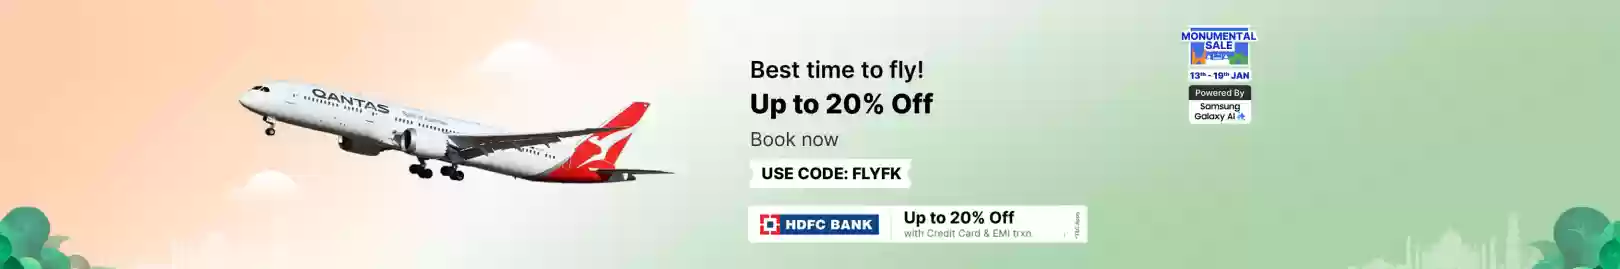 QANTAS
Best time to fly!
Up to 20% Off
Book now
USE CODE: FLYFK
HDFC BANK
Up to 20% Off
with Credit Card & EMI trxn.
MONUMENTAL
SALE
13th - 19th JAN
Powered By
Samsung
Galaxy AI